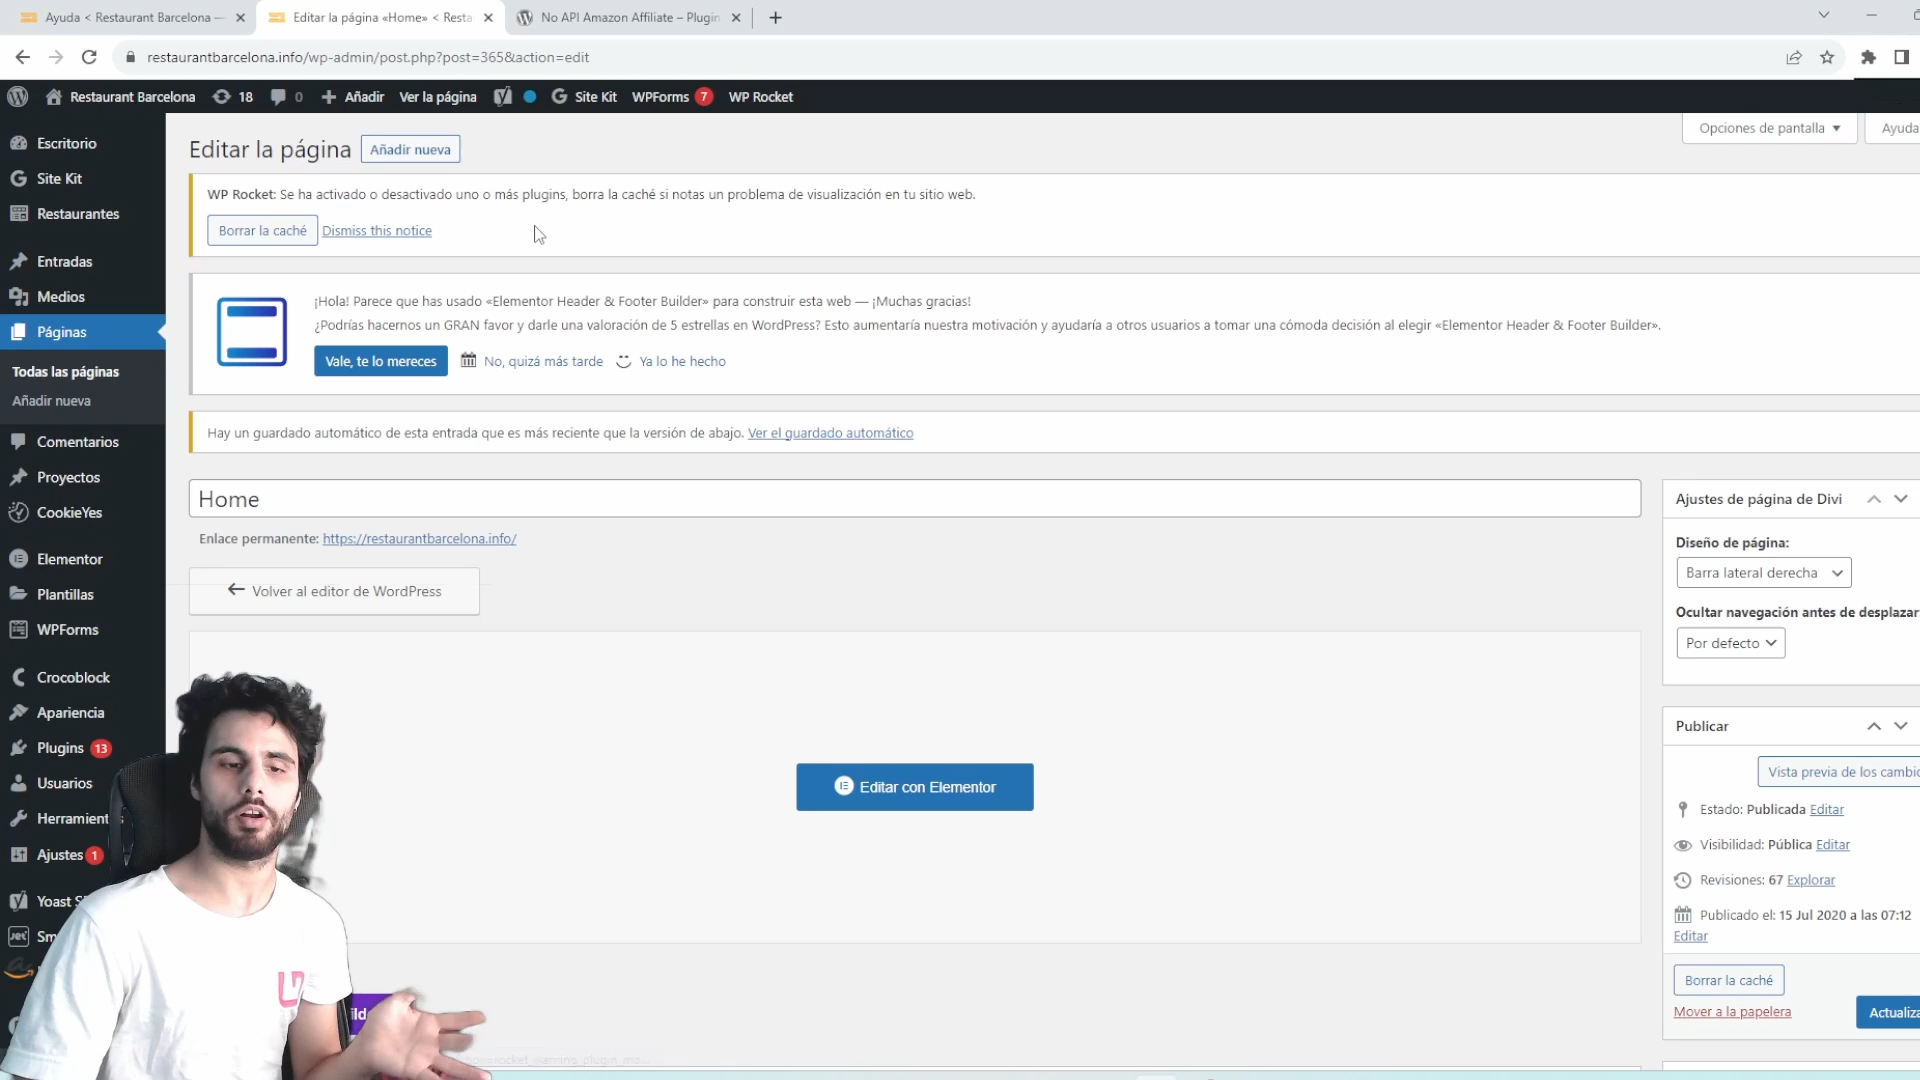 Ayuda < Restaurant Barcelona —
Editar la página «Home» < Resta
No API Amazon Affiliate – Plugin
restaurantbarcelona.info/wp-admin/post.php?post=365&action=edit
Restaurant Barcelona 18 0 Añadir Ver la página Site Kit WPForms 7 WP Rocket
Opciones de pantalla
Ayuda
Escritorio
Site Kit
Restaurantes
Entradas
Medios
Páginas
Todas las páginas
Añadir nueva
Comentarios
Proyectos
CookieYes
Elementor
Plantillas
WPForms
Crocoblock
Apariencia
Plugins 13
Usuarios
Herramient
Ajustes 1
Yoast S
Sm
Editar la página Añadir nueva
WP Rocket: Se ha activado o desactivado uno o más plugins, borra la caché si notas un problema de visualización en tu sitio web.
Borrar la caché Dismiss this notice
¡Hola! Parece que has usado «Elementor Header & Footer Builder» para construir esta web — ¡Muchas gracias!
¿Podrías hacernos un GRAN favor y darle una valoración de 5 estrellas en WordPress? Esto aumentaría nuestra motivación y ayudaría a otros usuarios a tomar una cómoda decisión al elegir «Elementor Header & Footer Builder».
Vale, te lo mereces No, quizá más tarde Ya lo he hecho
Hay un guardado automático de esta entrada que es más reciente que la versión de abajo. Ver el guardado automático
Home
Enlace permanente: https://restaurantbarcelona.info/
← Volver al editor de WordPress
Editar con Elementor
Ajustes de página de Divi
Diseño de página:
Barra lateral derecha
Ocultar navegación antes de desplazar
Por defecto
Publicar
Vista previa de los cambio
Estado: Publicada Editar
Visibilidad: Pública Editar
Revisiones: 67 Explorar
Publicado el: 15 Jul 2020 a las 07:12
Editar
Borrar la caché
Mover a la papelera
Actualiza